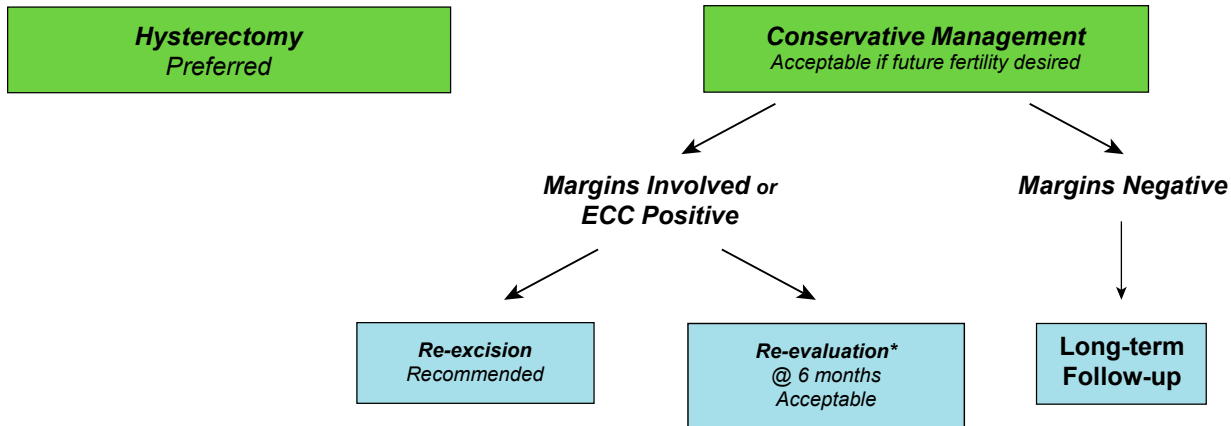 Hysterectomy
Preferred
Conservative Management
Acceptable if future fertility desired
Margins Involved or
ECC Positive
Margins Negative
Re-excision
Recommended
Re-evaluation*
@ 6 months
Acceptable
Long-term
Follow-up